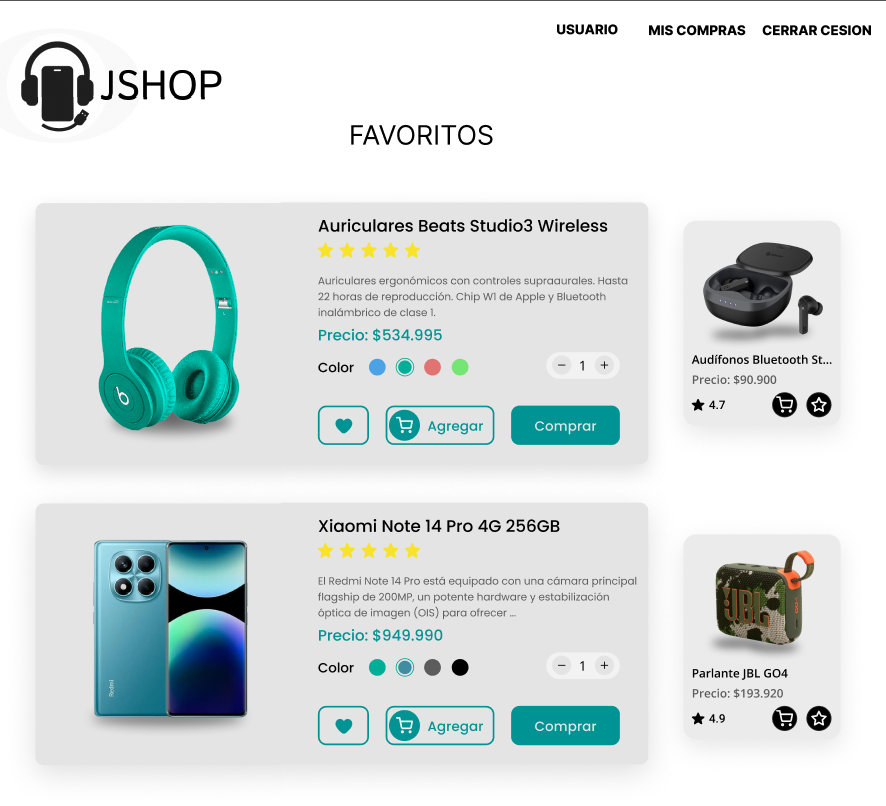 USUARIO MIS COMPRAS CERRAR CESION
JSHOP
FAVORITOS
Auriculares Beats Studio3 Wireless
Auriculares ergonómicos con controles supraaurales. Hasta
22 horas de reproducción. Chip W1 de Apple y Bluetooth
inalámbrico de clase 1.
Precio: $534.995
Color
− 1 +
Agregar
Comprar
b
Audífonos Bluetooth St...
Precio: $90.900
4.7
Xiaomi Note 14 Pro 4G 256GB
El Redmi Note 14 Pro está equipado con una cámara principal
flagship de 200MP, un potente hardware y estabilización
óptica de imagen (OIS) para ofrecer ...
Precio: $949.990
Color
− 1 +
Agregar
Comprar
Redmi
JBL
Parlante JBL GO4
Precio: $193.920
4.9